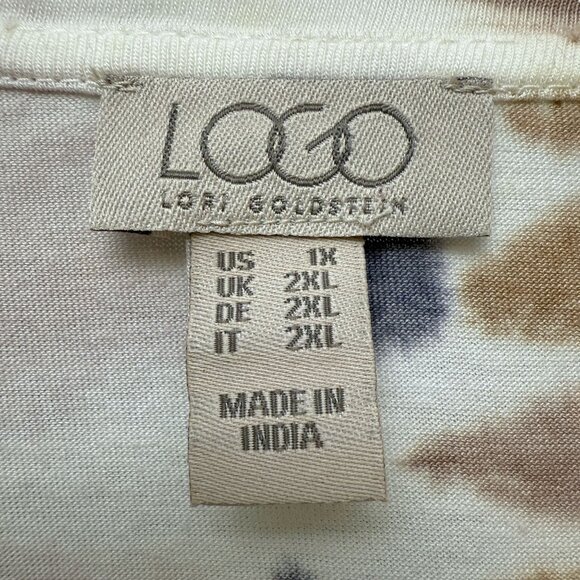 LOGO
LORI GOLDSTEIN
US 1X
UK 2XL
DE 2XL
IT 2XL
MADE IN
INDIA